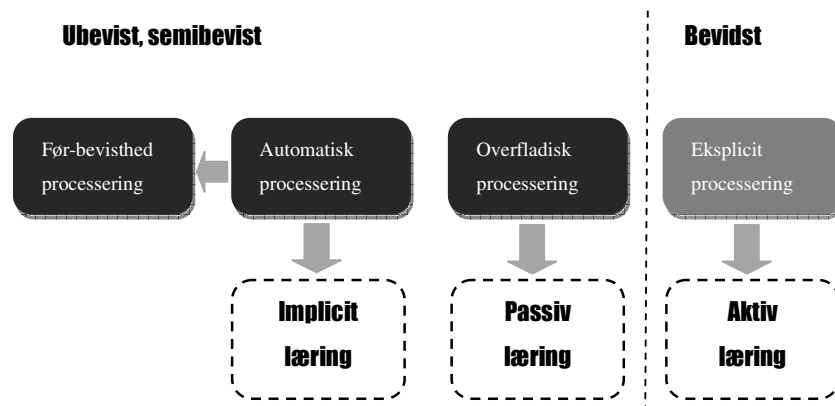 Ubevist, semibevist
Bevidst
Før-bevisthed
processering
Automatisk
processering
Overfladisk
processering
Eksplicit
processering
Implicit
læring
Passiv
læring
Aktiv
læring